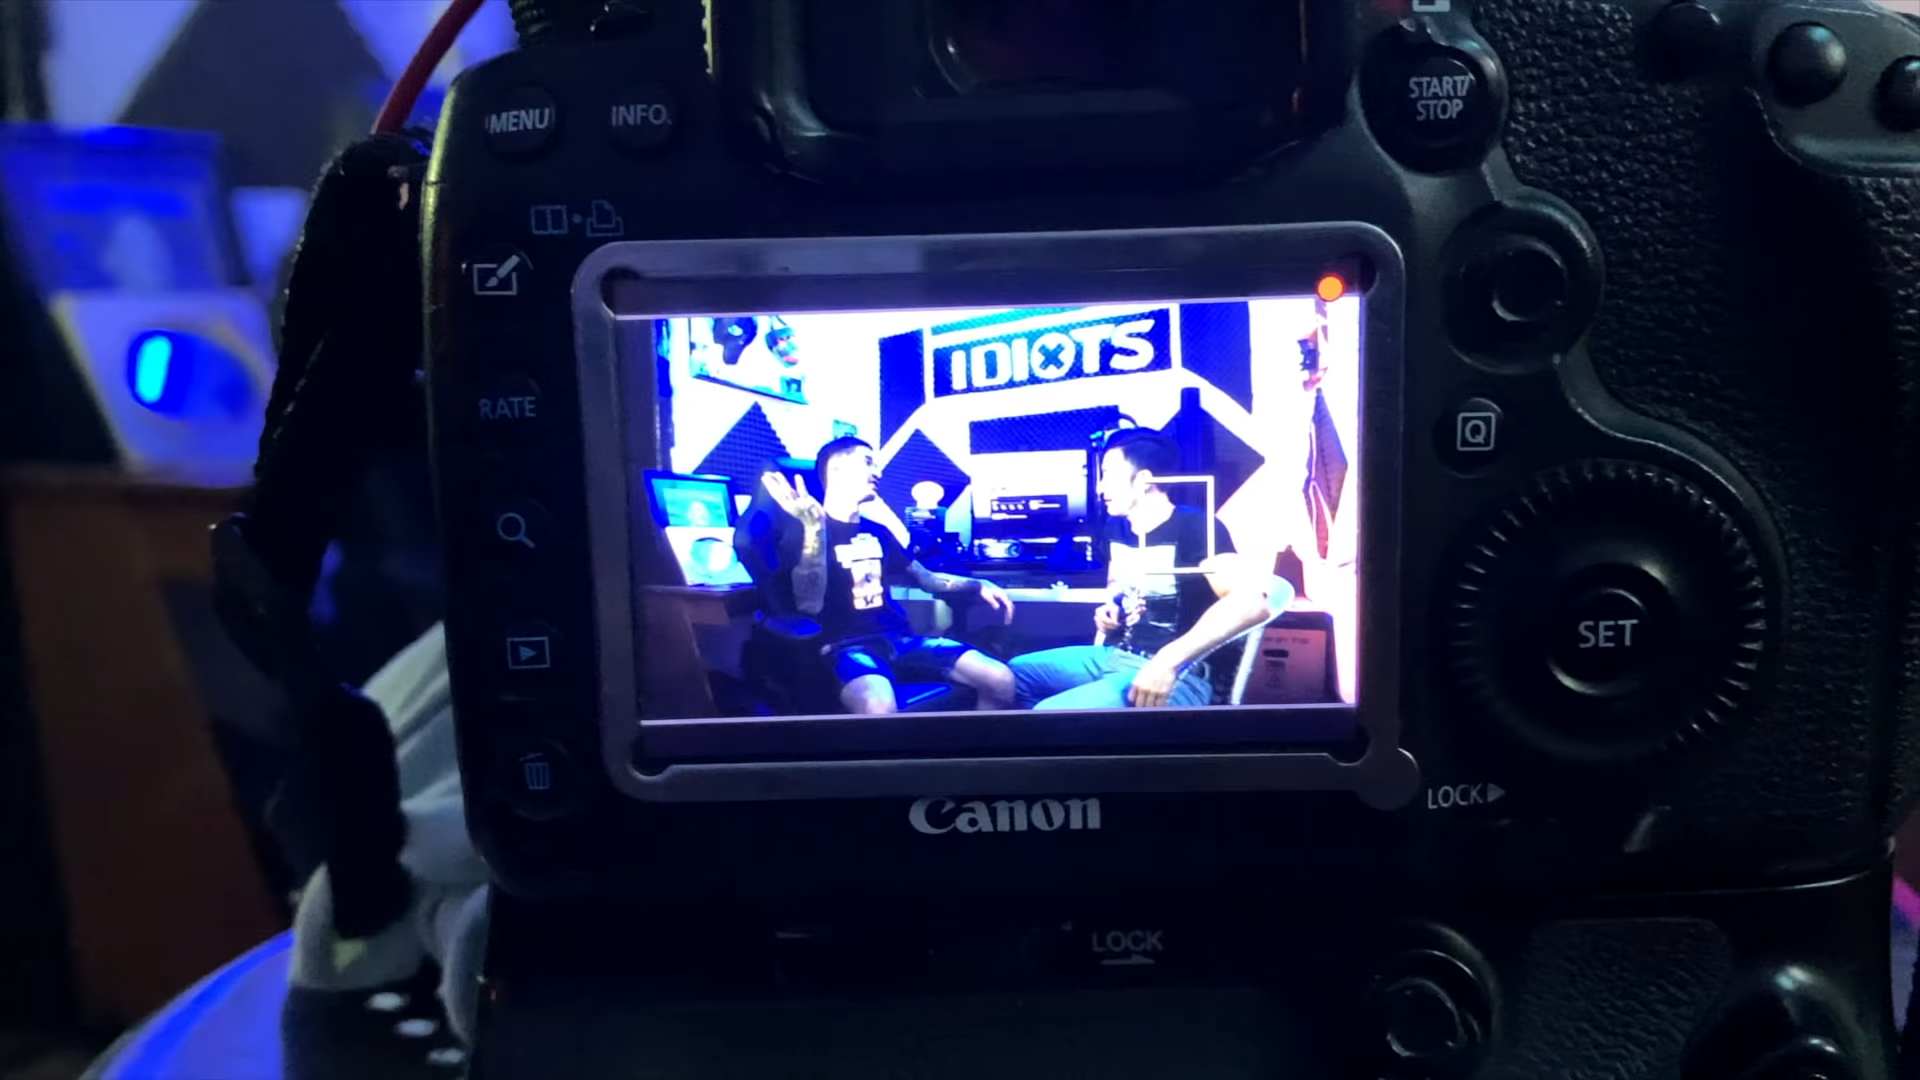 MENU
INFO.
START/
STOP
RATE
IDIOTS
Q
SET
LOCK
Canon
LOCK